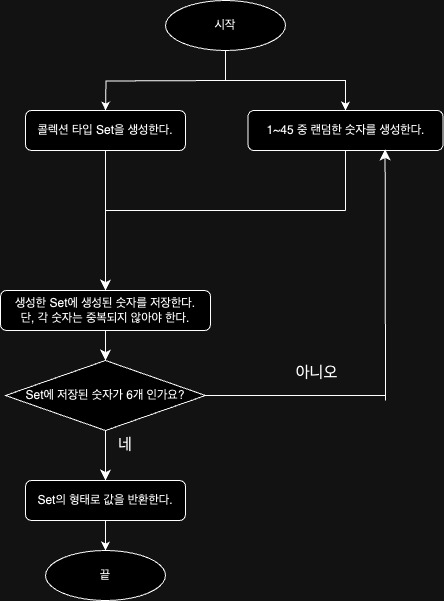 시작
콜렉션 타입 Set을 생성한다.
1~45 중 랜덤한 숫자를 생성한다.
생성한 Set에 생성된 숫자를 저장한다.
단, 각 숫자는 중복되지 않아야 한다.
Set에 저장된 숫자가 6개 인가요?
아니오
네
Set의 형태로 값을 반환한다.
끝